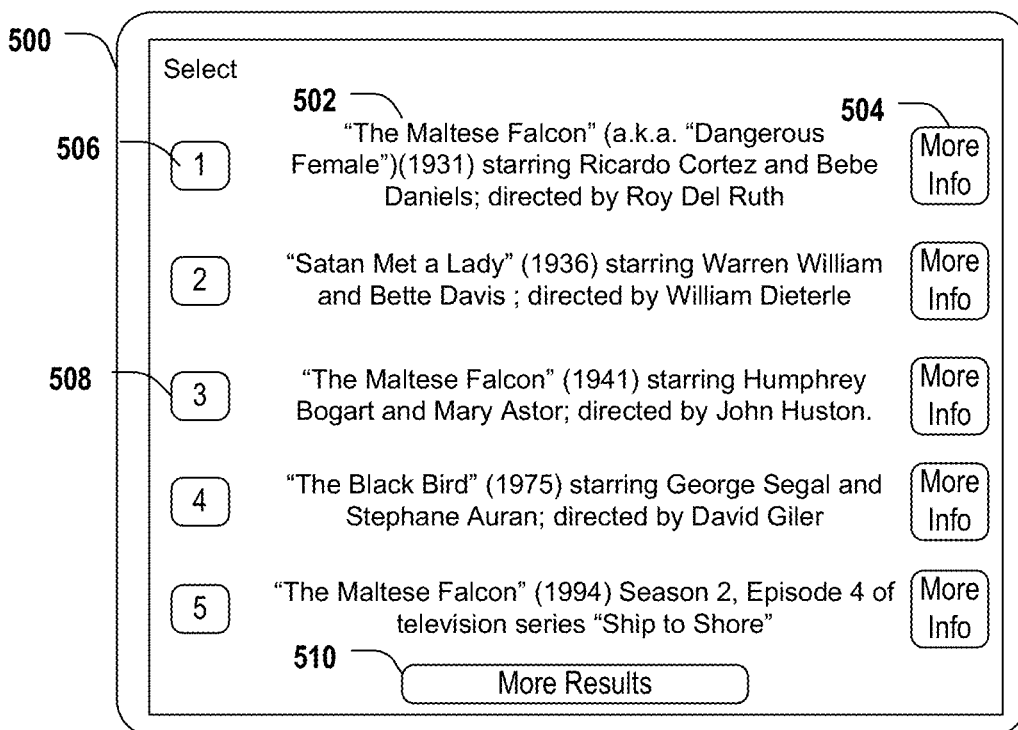 500
Select
502
504
506
1
“The Maltese Falcon” (a.k.a. “Dangerous
Female”)(1931) starring Ricardo Cortez and Bebe
Daniels; directed by Roy Del Ruth
More
Info
2
“Satan Met a Lady” (1936) starring Warren William
and Bette Davis ; directed by William Dieterle
More
Info
508
3
“The Maltese Falcon” (1941) starring Humphrey
Bogart and Mary Astor; directed by John Huston.
More
Info
4
“The Black Bird” (1975) starring George Segal and
Stephane Auran; directed by David Giler
More
Info
5
“The Maltese Falcon” (1994) Season 2, Episode 4 of
television series “Ship to Shore”
More
Info
510
More Results